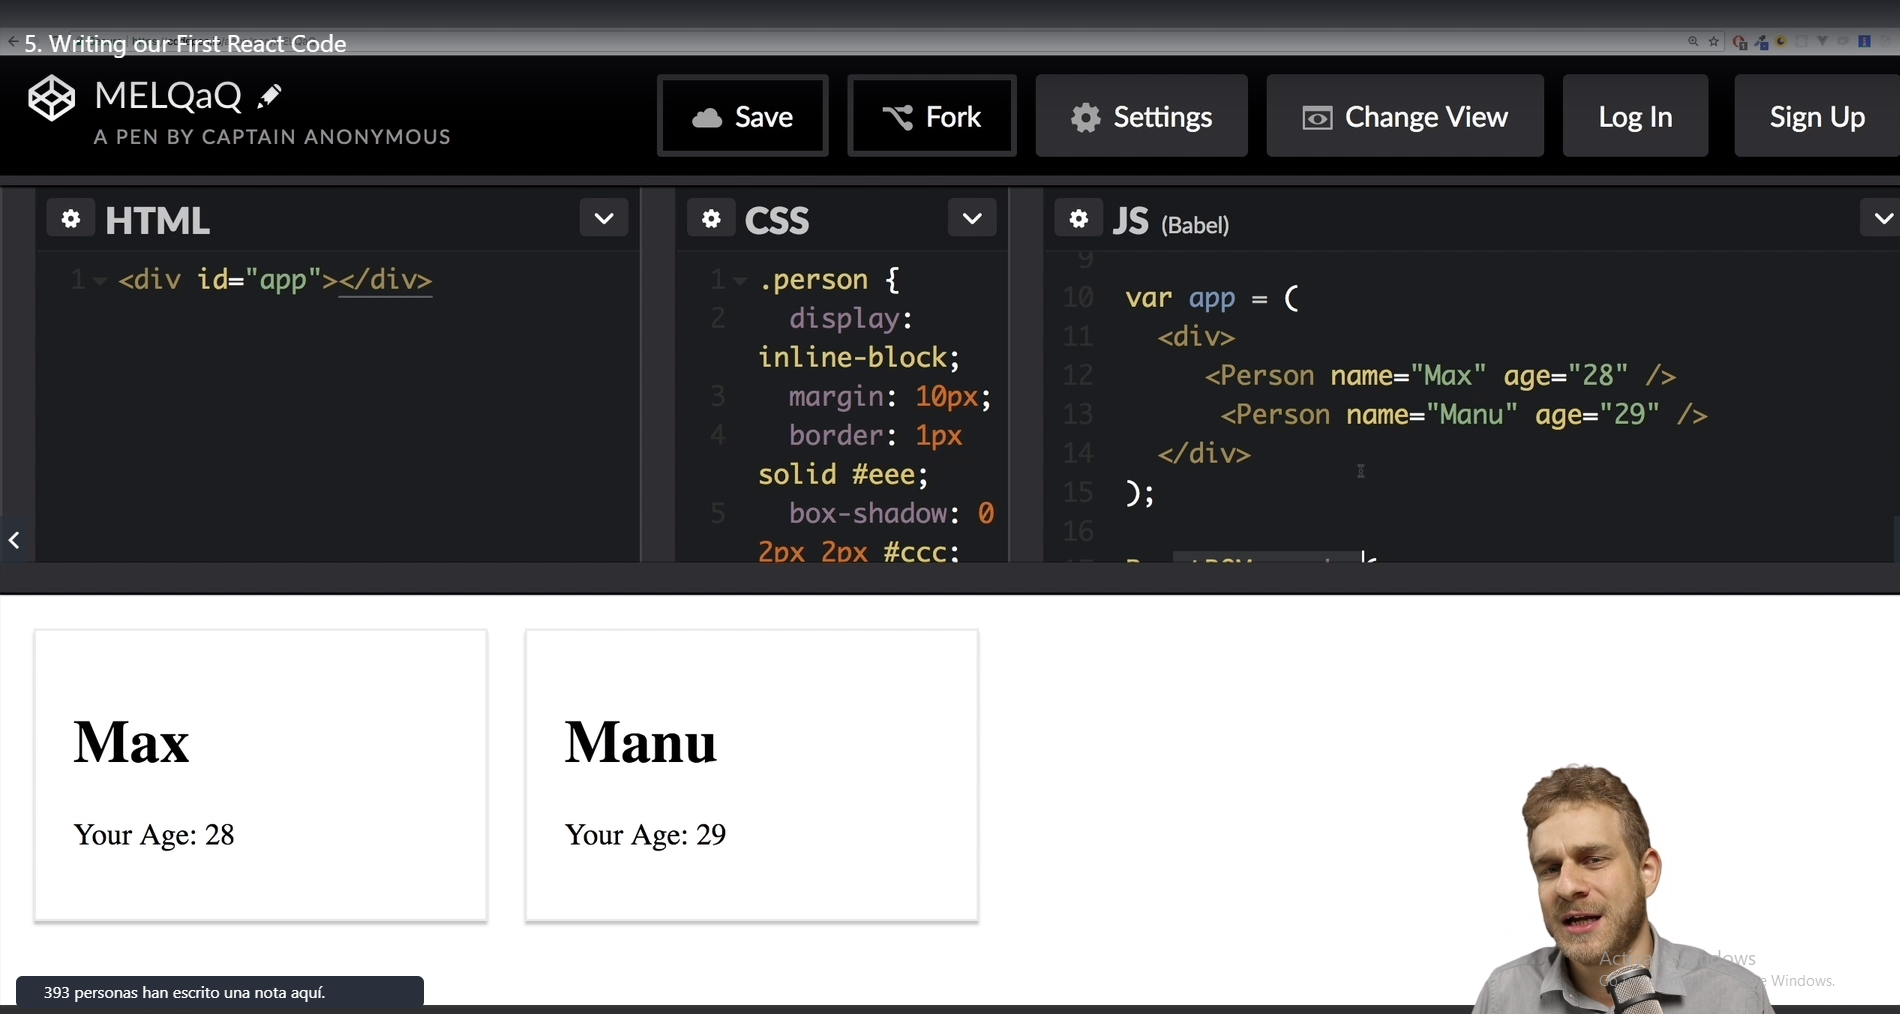 5. Writing our First React Code
MELQaQ
A PEN BY CAPTAIN ANONYMOUS
Save
Fork
Settings
Change View
Log In
Sign Up
HTML
1 <div id="app"></div>
CSS
1 .person {
2 display:
inline-block;
3 margin: 10px;
4 border: 1px
solid #eee;
5 box-shadow: 0
2px 2px #ccc;
JS (Babel)
9
10 var app = (
11 <div>
12 <Person name="Max" age="28" />
13 <Person name="Manu" age="29" />
14 </div>
15 );
16
Max
Your Age: 28
Manu
Your Age: 29
Windows.
393 personas han escrito una nota aquí.